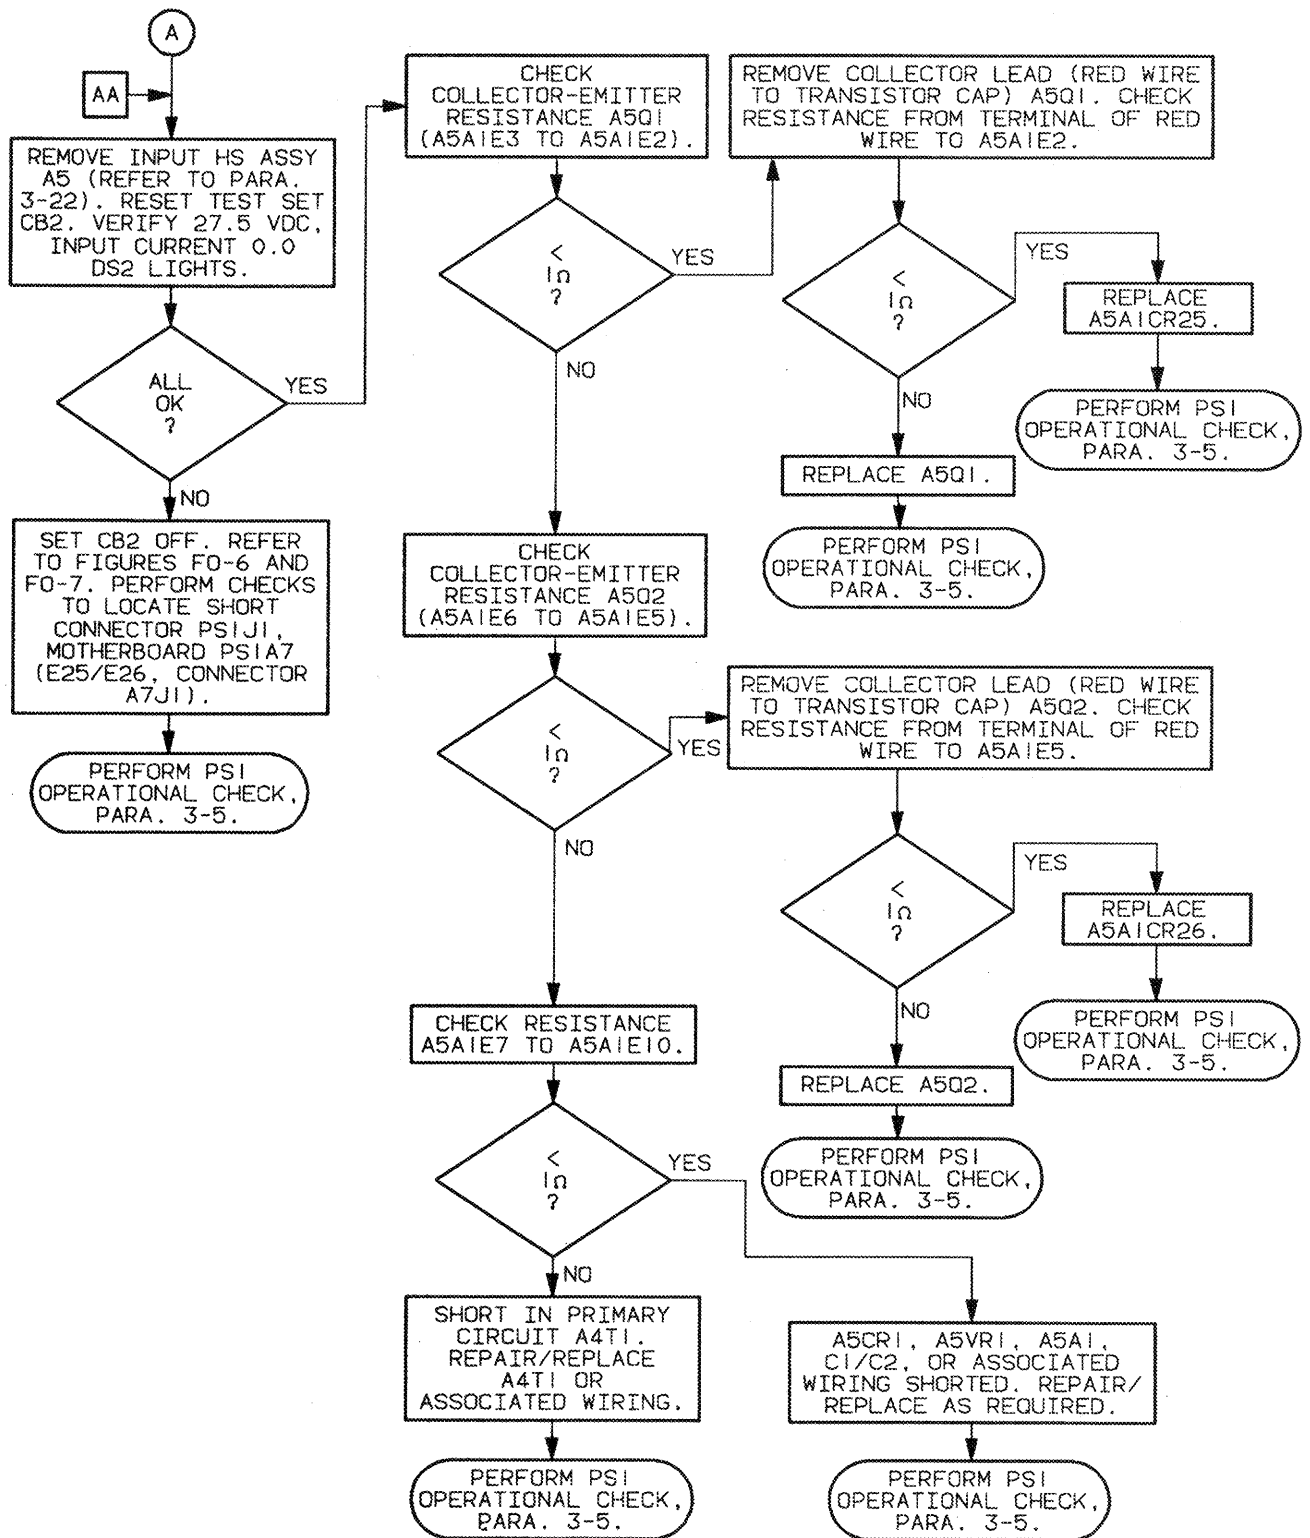 A
AA
REMOVE INPUT HS ASSY
A5 (REFER TO PARA.
3-22). RESET TEST SET
CB2. VERIFY 27.5 VDC,
INPUT CURRENT 0.0
DS2 LIGHTS.
ALL
OK
?
YES
NO
SET CB2 OFF. REFER
TO FIGURES FO-6 AND
FO-7. PERFORM CHECKS
TO LOCATE SHORT
CONNECTOR PS1J1,
MOTHERBOARD PS1A7
(E25/E26, CONNECTOR
A7J1).
PERFORM PS1
OPERATIONAL CHECK,
PARA. 3-5.
CHECK
COLLECTOR-EMITTER
RESISTANCE A5Q1
(A5A1E3 TO A5A1E2).
<
1Ω
?
YES
NO
REMOVE COLLECTOR LEAD (RED WIRE
TO TRANSISTOR CAP) A5Q1. CHECK
RESISTANCE FROM TERMINAL OF RED
WIRE TO A5A1E2.
<
1Ω
?
YES
REPLACE
A5A1CR25.
PERFORM PS1
OPERATIONAL CHECK,
PARA. 3-5.
NO
REPLACE A5Q1.
PERFORM PS1
OPERATIONAL CHECK,
PARA. 3-5.
CHECK
COLLECTOR-EMITTER
RESISTANCE A5Q2
(A5A1E6 TO A5A1E5).
<
1Ω
?
YES
NO
REMOVE COLLECTOR LEAD (RED WIRE
TO TRANSISTOR CAP) A5Q2. CHECK
RESISTANCE FROM TERMINAL OF RED
WIRE TO A5A1E5.
<
1Ω
?
YES
REPLACE
A5A1CR26.
PERFORM PS1
OPERATIONAL CHECK,
PARA. 3-5.
NO
REPLACE A5Q2.
PERFORM PS1
OPERATIONAL CHECK,
PARA. 3-5.
CHECK RESISTANCE
A5A1E7 TO A5A1E10.
<
1Ω
?
YES
NO
SHORT IN PRIMARY
CIRCUIT A4T1.
REPAIR/REPLACE
A4T1 OR
ASSOCIATED WIRING.
PERFORM PS1
OPERATIONAL CHECK,
PARA. 3-5.
A5CR1, A5VR1, A5A1,
C1/C2, OR ASSOCIATED
WIRING SHORTED. REPAIR/
REPLACE AS REQUIRED.
PERFORM PS1
OPERATIONAL CHECK,
PARA. 3-5.